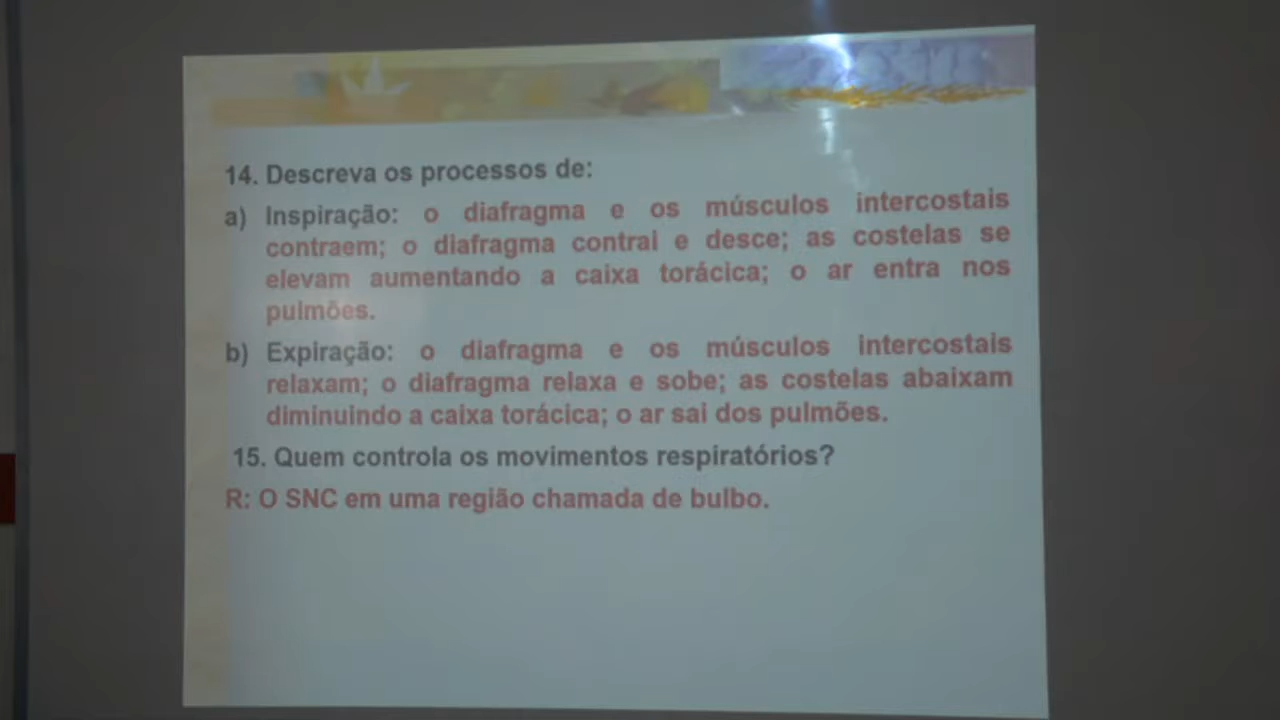 14. Descreva os processos de:
a) Inspiração: o diafragma e os músculos intercostais
contraem; o diafragma contrai e desce; as costelas se
elevam aumentando a caixa torácica; o ar entra nos
pulmões.
b) Expiração: o diafragma e os músculos intercostais
relaxam; o diafragma relaxa e sobe; as costelas abaixam
diminuindo a caixa torácica; o ar sai dos pulmões.
15. Quem controla os movimentos respiratórios?
R: O SNC em uma região chamada de bulbo.